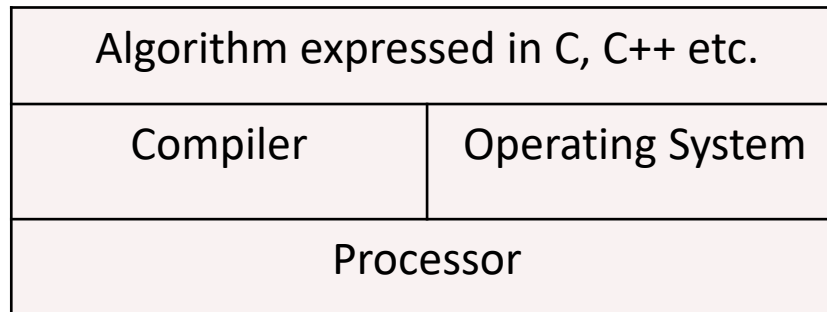 Algorithm expressed in C, C++ etc.
Compiler
Operating System
Processor